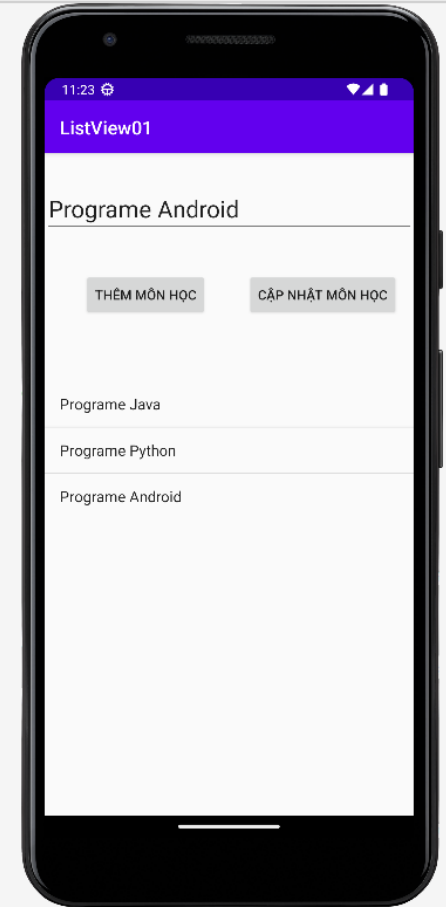 11:23
ListView01
Programe Android
THÊM MÔN HỌC
CẬP NHẬT MÔN HỌC
Programe Java
Programe Python
Programe Android